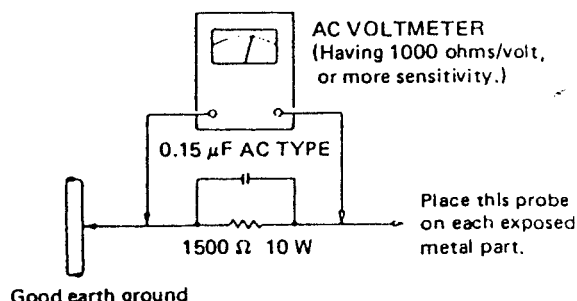 AC VOLTMETER
(Having 1000 ohms/volt,
or more sensitivity.)
0.15 μF AC TYPE
1500 Ω 10 W
Place this probe
on each exposed
metal part.
Good earth ground